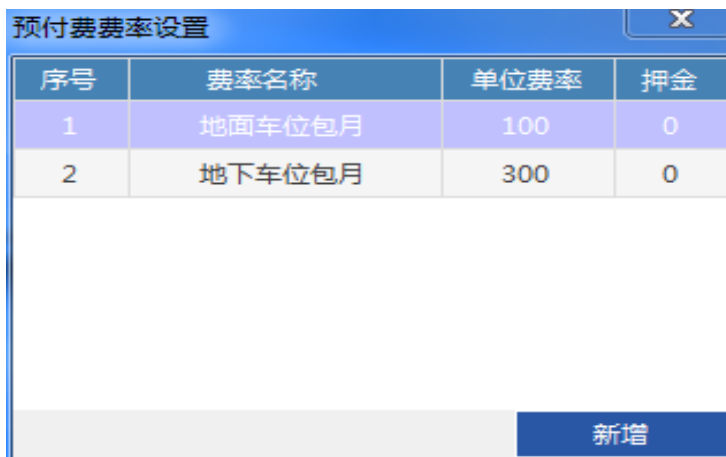 预付费费率设置
序号 费率名称 单位费率 押金
1 地面车位包月 100 0
2 地下车位包月 300 0
新增